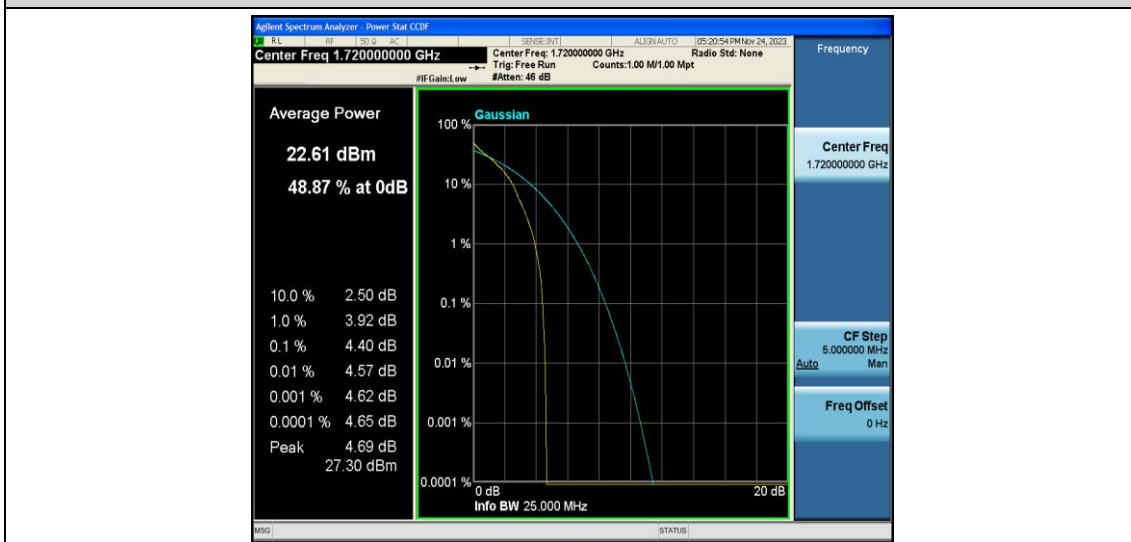 Agilent Spectrum Analyzer - Power Stat CCDF
RL RF 50 Ω AC SENSE:INT ALIGNAUTO 05:20:54 PM Nov 24, 2023
Center Freq 1.720000000 GHz
Center Freq: 1.720000000 GHz Radio Std: None
Trig: Free Run Counts:1.00 M/1.00 Mpt
#IFGain:Low #Atten: 46 dB
Frequency
Average Power
22.61 dBm
48.87 % at 0dB
10.0 % 2.50 dB
1.0 % 3.92 dB
0.1 % 4.40 dB
0.01 % 4.57 dB
0.001 % 4.62 dB
0.0001 % 4.65 dB
Peak 4.69 dB
27.30 dBm
Gaussian
100 %
10 %
1 %
0.1 %
0.01 %
0.001 %
0.0001 %
0 dB 20 dB
Info BW 25.000 MHz
Center Freq
1.720000000 GHz
CF Step
5.000000 MHz
Auto Man
Freq Offset
0 Hz
MSG STATUS